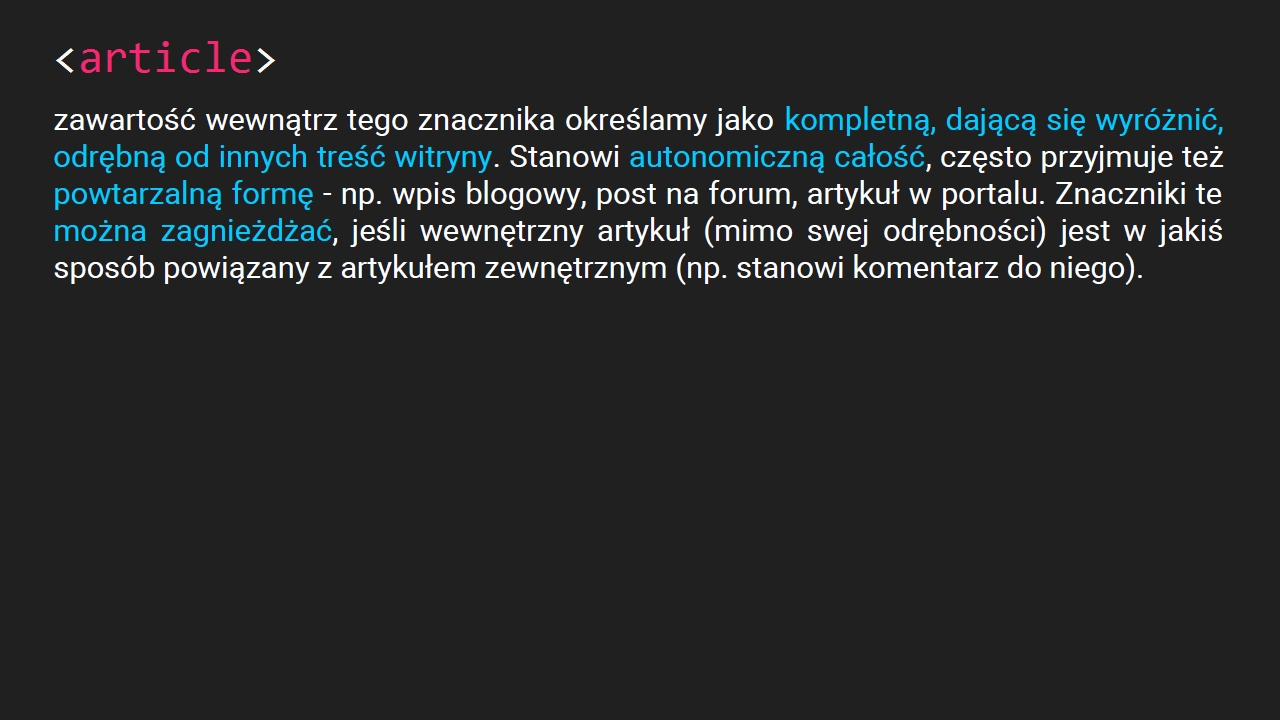 <article>
zawartość wewnątrz tego znacznika określamy jako kompletną, dającą się wyróżnić,
odrębną od innych treść witryny. Stanowi autonomiczną całość, często przyjmuje też
powtarzalną formę - np. wpis blogowy, post na forum, artykuł w portalu. Znaczniki te
można zagnieżdżać, jeśli wewnętrzny artykuł (mimo swej odrębności) jest w jakiś
sposób powiązany z artykułem zewnętrznym (np. stanowi komentarz do niego).